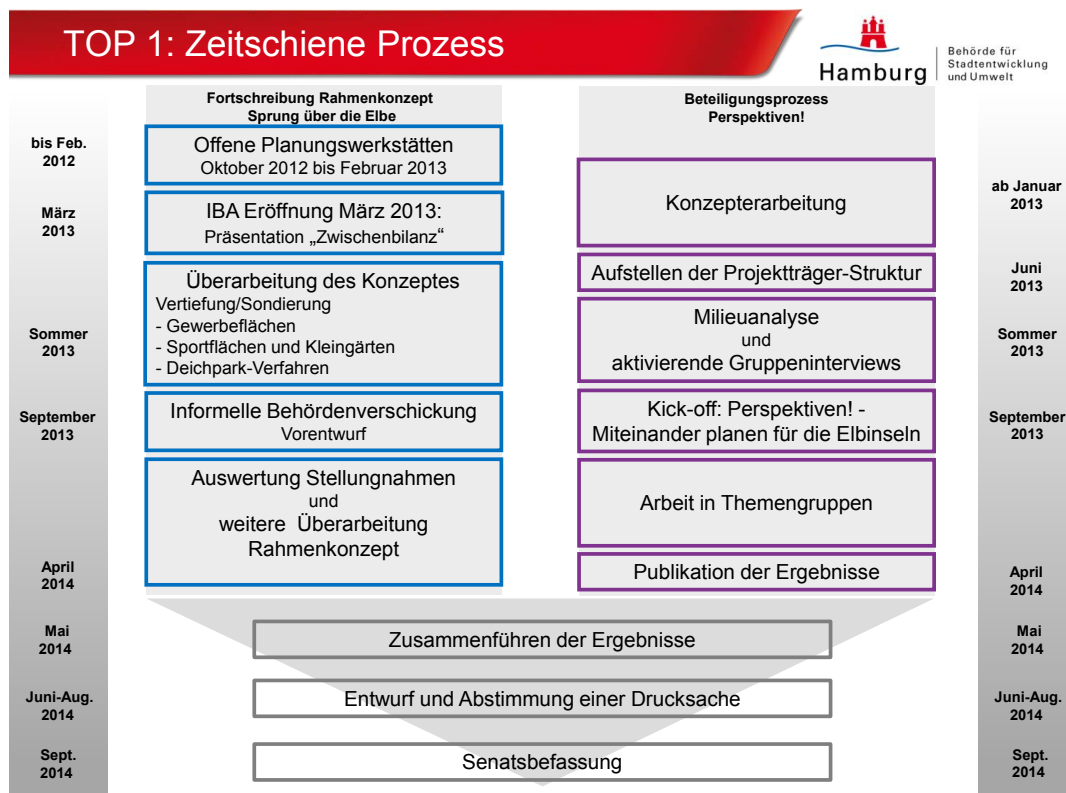 TOP 1: Zeitschiene Prozess
Hamburg
Behörde für
Stadtentwicklung
und Umwelt
Fortschreibung Rahmenkonzept
Sprung über die Elbe
Beteiligungsprozess
Perspektiven!
bis Feb.
2012
Offene Planungswerkstätten
Oktober 2012 bis Februar 2013
Konzepterarbeitung
ab Januar
2013
März
2013
IBA Eröffnung März 2013:
Präsentation „Zwischenbilanz“
Aufstellen der Projektträger-Struktur
Juni
2013
Sommer
2013
Überarbeitung des Konzeptes
Vertiefung/Sondierung
- Gewerbeflächen
- Sportflächen und Kleingärten
- Deichpark-Verfahren
Milieuanalyse
und
aktivierende Gruppeninterviews
Sommer
2013
September
2013
Informelle Behördenverschickung
Vorentwurf
Kick-off: Perspektiven! -
Miteinander planen für die Elbinseln
September
2013
Auswertung Stellungnahmen
und
weitere Überarbeitung
Rahmenkonzept
Arbeit in Themengruppen
April
2014
Publikation der Ergebnisse
April
2014
Mai
2014
Zusammenführen der Ergebnisse
Mai
2014
Juni-Aug.
2014
Entwurf und Abstimmung einer Drucksache
Juni-Aug.
2014
Sept.
2014
Senatsbefassung
Sept.
2014